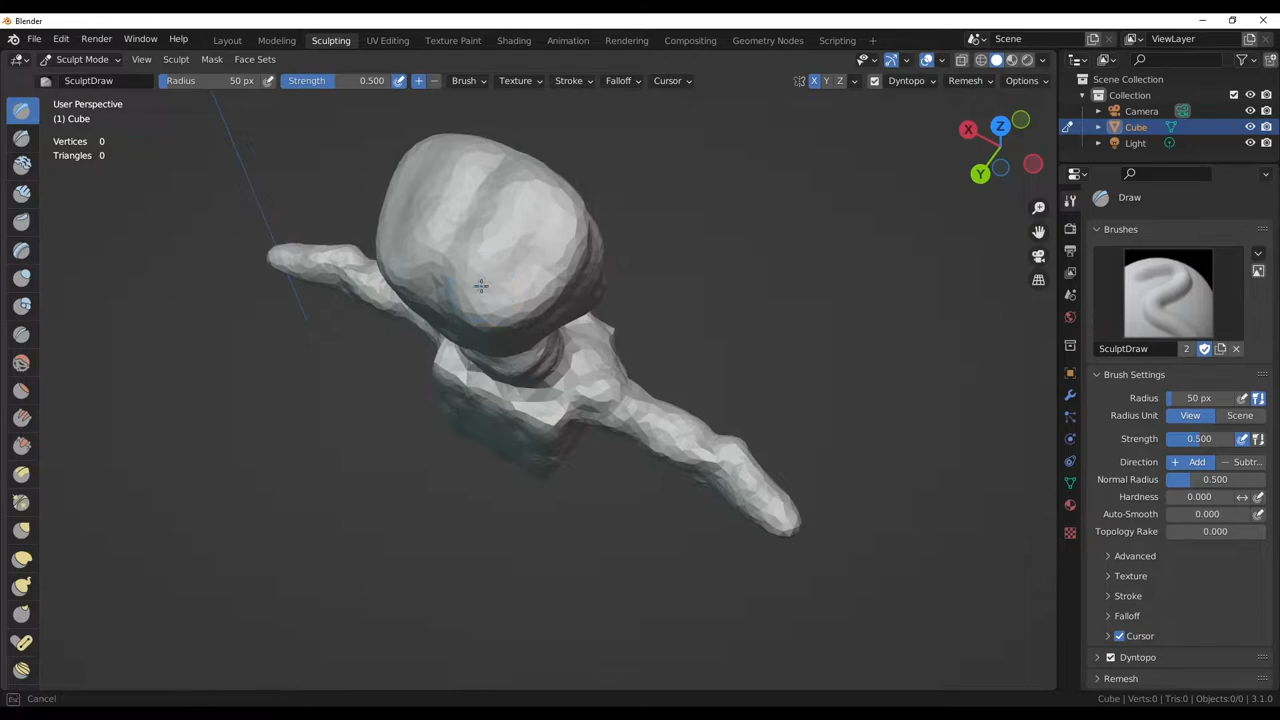 Blender
File Edit Render Window Help
Layout Modeling Sculpting UV Editing Texture Paint Shading Animation Rendering Compositing Geometry Nodes Scripting
Scene
ViewLayer
Sculpt Mode View Sculpt Mask Face Sets
SculptDraw Radius 50 px Strength 0.500 Brush Texture Stroke Falloff Cursor X Y Z Dyntopo Remesh Options
User Perspective
(1) Cube
Vertices 0
Triangles 0
X Z Y
Scene Collection
Collection
Camera
Cube
Light
Draw
Brushes
SculptDraw 2
Brush Settings
Radius 50 px
Radius Unit View Scene
Strength 0.500
Direction + Add − Subtr...
Normal Radius 0.500
Hardness 0.000
Auto-Smooth 0.000
Topology Rake 0.000
Advanced
Texture
Stroke
Falloff
Cursor
Dyntopo
Remesh
Esc Cancel
Cube | Verts:0 | Tris:0 | Objects:0/0 | 3.1.0